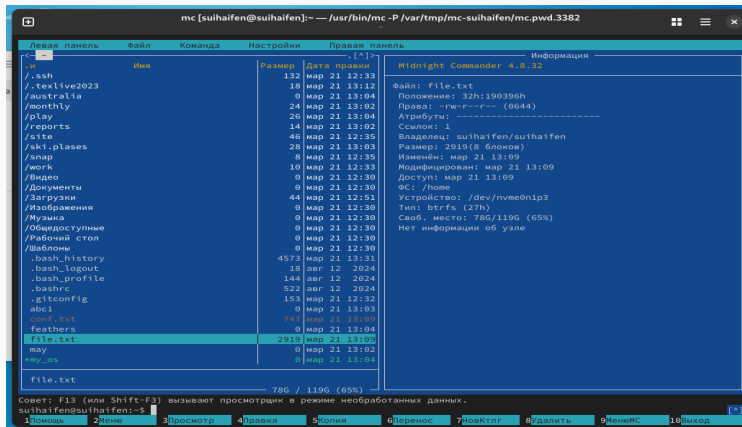 mc [suihaifen@suihaifen]:~ — /usr/bin/mc -P /var/tmp/mc-suihaifen/mc.pwd.3382
~
Левая панель Файл Команда Настройки Правая панель
<— ~ .[^]> Информация
.и Имя Размер Дата правки Midnight Commander 4.8.32
/.ssh 132 мар 21 12:33
/.texlive2023 18 мар 21 13:12 Файл: file.txt
/australia 0 мар 21 13:04 Положение: 32h:190396h
/monthly 24 мар 21 13:02 Права: -rw-r--r-- (0644)
/play 26 мар 21 13:04 Атрибуты: -------------------------
/reports 14 мар 21 13:02 Ссылок: 1
/site 46 мар 21 12:35 Владелец: suihaifen/suihaifen
/ski.plases 28 мар 21 13:03 Размер: 2919(8 блоков)
/snap 8 мар 21 12:35 Изменён: мар 21 13:09
/work 10 мар 21 12:33 Модифицирован: мар 21 13:09
/Видео 0 мар 21 12:30 Доступ: мар 21 13:09
/Документы 0 мар 21 12:30 ФС: /home
/Загрузки 44 мар 21 12:51 Устройство: /dev/nvme0n1p3
/Изображения 0 мар 21 12:30 Тип: btrfs (27h)
/Музыка 0 мар 21 12:30 Своб. место: 78G/119G (65%)
/Общедоступные 0 мар 21 12:30 Нет информации об узле
/Рабочий стол 0 мар 21 12:30
/Шаблоны 0 мар 21 12:30
.bash_history 4573 мар 21 13:31
.bash_logout 18 авг 12 2024
.bash_profile 144 авг 12 2024
.bashrc 522 авг 12 2024
.gitconfig 153 мар 21 12:32
abc1 0 мар 21 13:03
conf.txt 747 мар 21 13:09
feathers 0 мар 21 13:04
file.txt 2919 мар 21 13:09
may 0 мар 21 13:02
*my_os 0 мар 21 13:04
file.txt
78G / 119G (65%)
Совет: F13 (или Shift-F3) вызывают просмотрщик в режиме необработанных данных.
suihaifen@suihaifen:~$ [^]
1Помощь 2Меню 3Просмотр 4Правка 5Копия 6Перенос 7НовКтлг 8Удалить 9МенюMC 10Выход